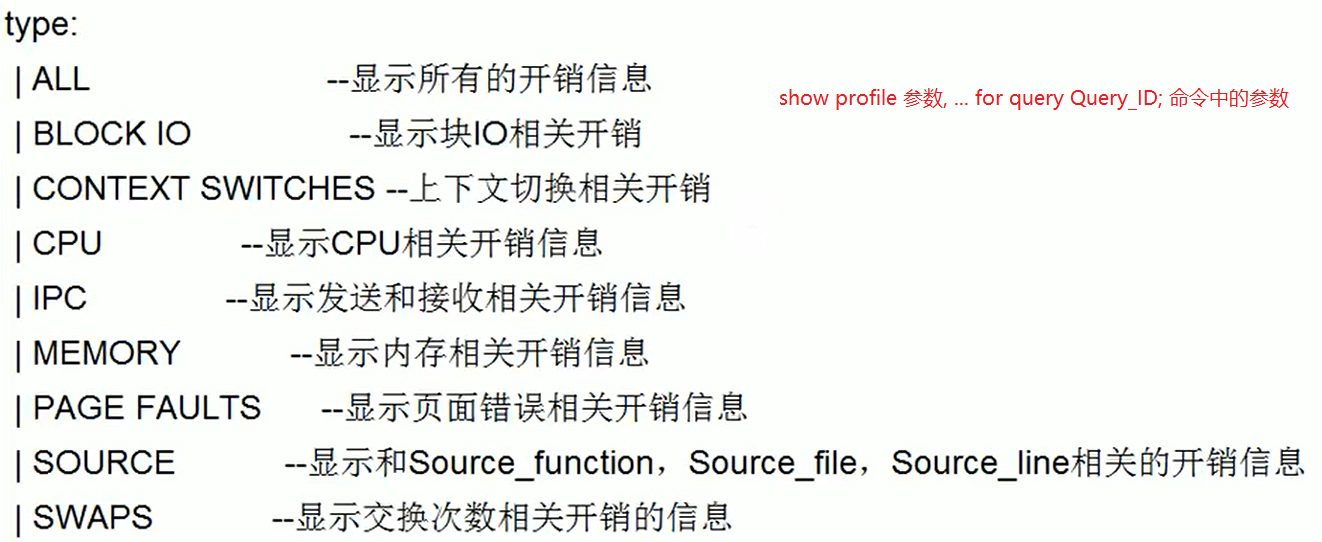 type:
| ALL --显示所有的开销信息
show profile 参数, ... for query Query_ID; 命令中的参数
| BLOCK IO --显示块IO相关开销
| CONTEXT SWITCHES --上下文切换相关开销
| CPU --显示CPU相关开销信息
| IPC --显示发送和接收相关开销信息
| MEMORY --显示内存相关开销信息
| PAGE FAULTS --显示页面错误相关开销信息
| SOURCE --显示和Source_function，Source_file，Source_line相关的开销信息
| SWAPS --显示交换次数相关开销的信息